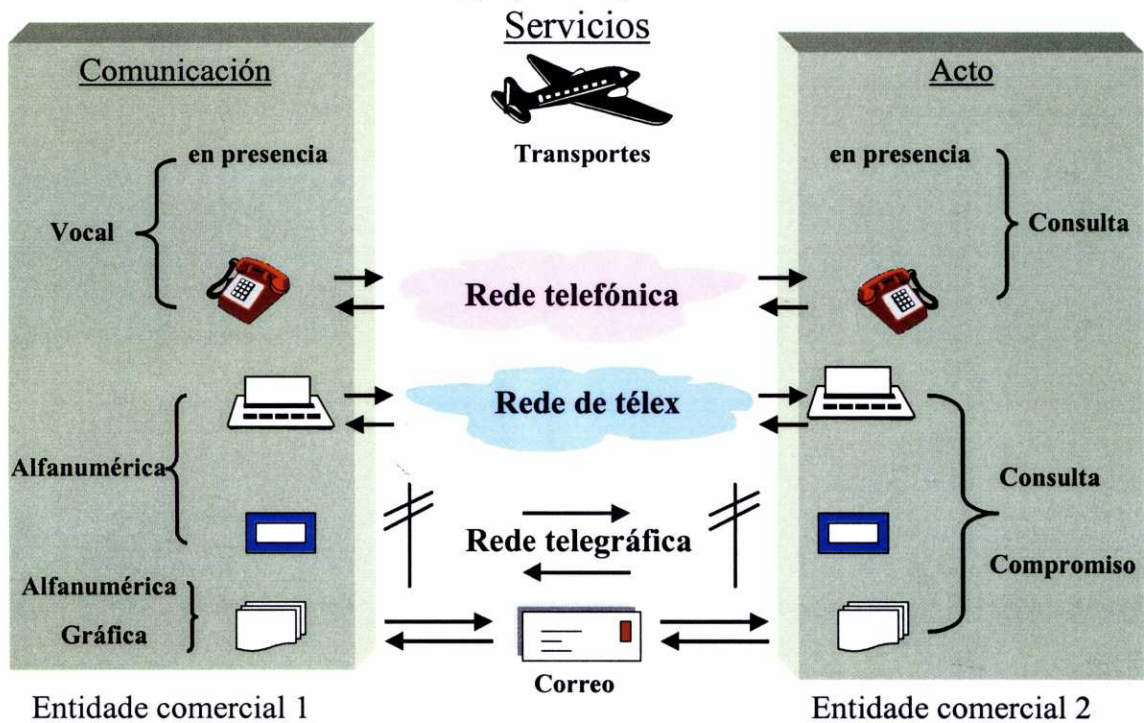 Servicios
Comunicación
Acto
Transportes
en presencia
en presencia
Vocal
Consulta
Rede telefónica
Rede de télex
Alfanumérica
Consulta
Rede telegráfica
Alfanumérica
Compromiso
Gráfica
Correo
Entidade comercial 1
Entidade comercial 2